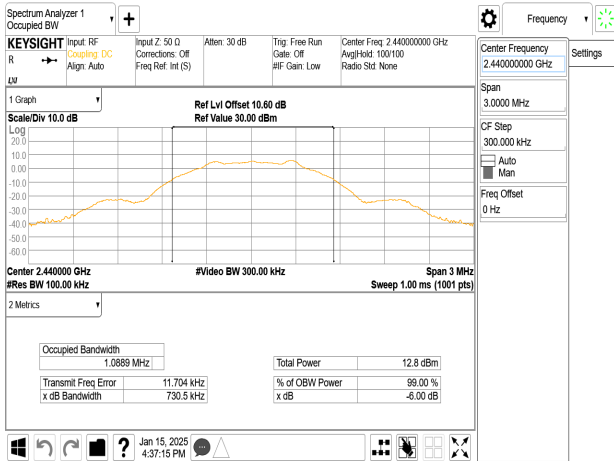 Spectrum Analyzer 1
Occupied BW
Frequency
KEYSIGHT
R
Input: RF
Coupling: DC
Align: Auto
Input Z: 50 Ω
Corrections: Off
Freq Ref: Int (S)
Atten: 30 dB
Trig: Free Run
Gate: Off
#IF Gain: Low
Center Freq: 2.440000000 GHz
Avg|Hold: 100/100
Radio Std: None
LXI
Center Frequency
2.440000000 GHz
Settings
Span
3.0000 MHz
CF Step
300.000 kHz
Auto
Man
Freq Offset
0 Hz
1 Graph
Scale/Div 10.0 dB
Ref Lvl Offset 10.60 dB
Ref Value 30.00 dBm
Log
20.0
10.0
0.00
-10.0
-20.0
-30.0
-40.0
-50.0
-60.0
Center 2.440000 GHz
#Video BW 300.00 kHz
Span 3 MHz
#Res BW 100.00 kHz
Sweep 1.00 ms (1001 pts)
2 Metrics
Occupied Bandwidth
1.0889 MHz
Total Power 12.8 dBm
Transmit Freq Error 11.704 kHz
% of OBW Power 99.00 %
x dB Bandwidth 730.5 kHz
x dB -6.00 dB
Jan 15, 2025
4:37:15 PM